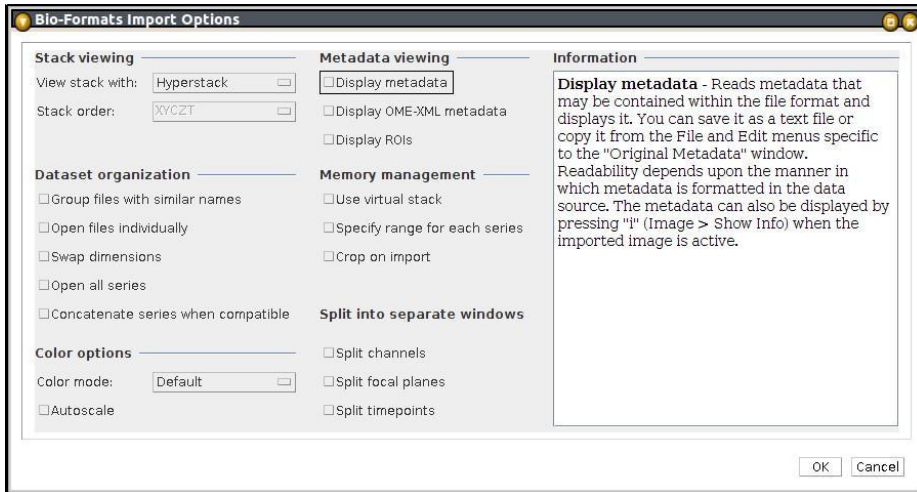 Bio-Formats Import Options
Stack viewing
View stack with: Hyperstack
Stack order: XYCZT
Dataset organization
Group files with similar names
Open files individually
Swap dimensions
Open all series
Concatenate series when compatible
Color options
Color mode: Default
Autoscale
Metadata viewing
Display metadata
Display OME-XML metadata
Display ROIs
Memory management
Use virtual stack
Specify range for each series
Crop on import
Split into separate windows
Split channels
Split focal planes
Split timepoints
Information
Display metadata - Reads metadata that
may be contained within the file format and
displays it. You can save it as a text file or
copy it from the File and Edit menus specific
to the "Original Metadata" window.
Readability depends upon the manner in
which metadata is formatted in the data
source. The metadata can also be displayed by
pressing "i" (Image > Show Info) when the
imported image is active.
OK
Cancel